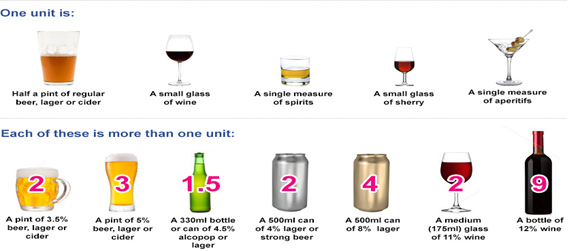 One unit is:
Half a pint of regular
beer, lager or cider
A small glass
of wine
A single measure
of spirits
A small glass
of sherry
A single measure
of aperitifs
Each of these is more than one unit:
2
3
1.5
2
4
2
9
A pint of 3.5%
beer, lager or
cider
A pint of 5%
beer, lager or
cider
A 330ml bottle
or can of 4.5%
alcopop or
lager
A 500ml can
of 4% lager or
strong beer
A 500ml can
of 8% lager
A medium
(175ml) glass
of 11% wine
A bottle of
12% wine